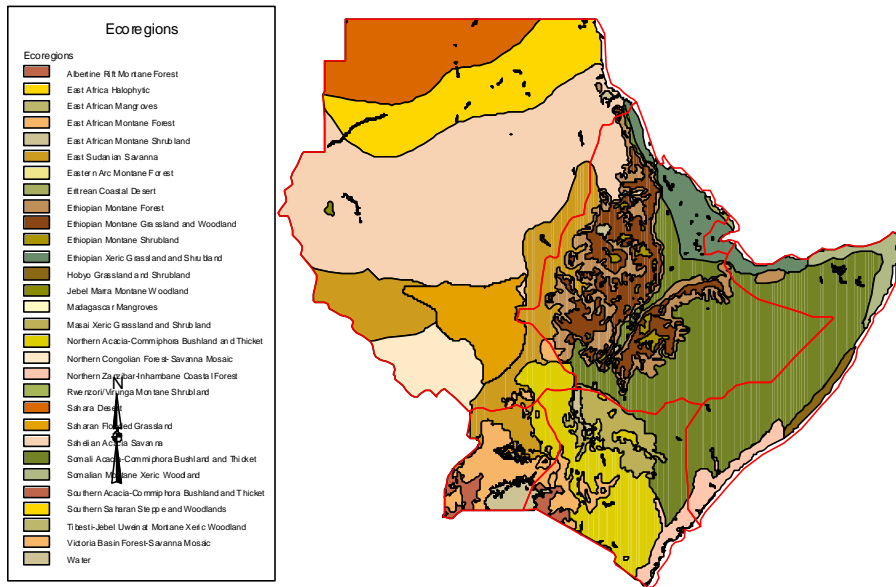 Ecoregions
Ecoregions
Albertine Rift Montane Forest
East Africa Halophytic
East African Mangroves
East African Montane Forest
East African Montane Shrubland
East Sudanian Savanna
Eastern Arc Montane Forest
Eritrean Coastal Desert
Ethiopian Montane Forest
Ethiopian Montane Grassland and Woodland
Ethiopian Montane Shrubland
Ethiopian Xeric Grassland and Shrubland
Hobyo Grassland and Shrubland
Jebel Marra Montane Woodland
Madagascar Mangroves
Masai Xeric Grassland and Shrubland
Northern Acacia-Commiphora Bushland and Thicket
Northern Congolian Forest-Savanna Mosaic
Northern Zanzibar-Inhambane Coastal Forest
N
Rwenzori/Virunga Montane Shrubland
Sahara Desert
Saharan Flooded Grassland
Sahelian Acacia Savanna
Somali Acacia-Commiphora Bushland and Thicket
Somalian Montane Xeric Woodland
Southern Acacia-Commiphora Bushland and Thicket
Southern Saharan Steppe and Woodlands
Tibesti-Jebel Uweinat Montane Xeric Woodland
Victoria Basin Forest-Savanna Mosaic
Water